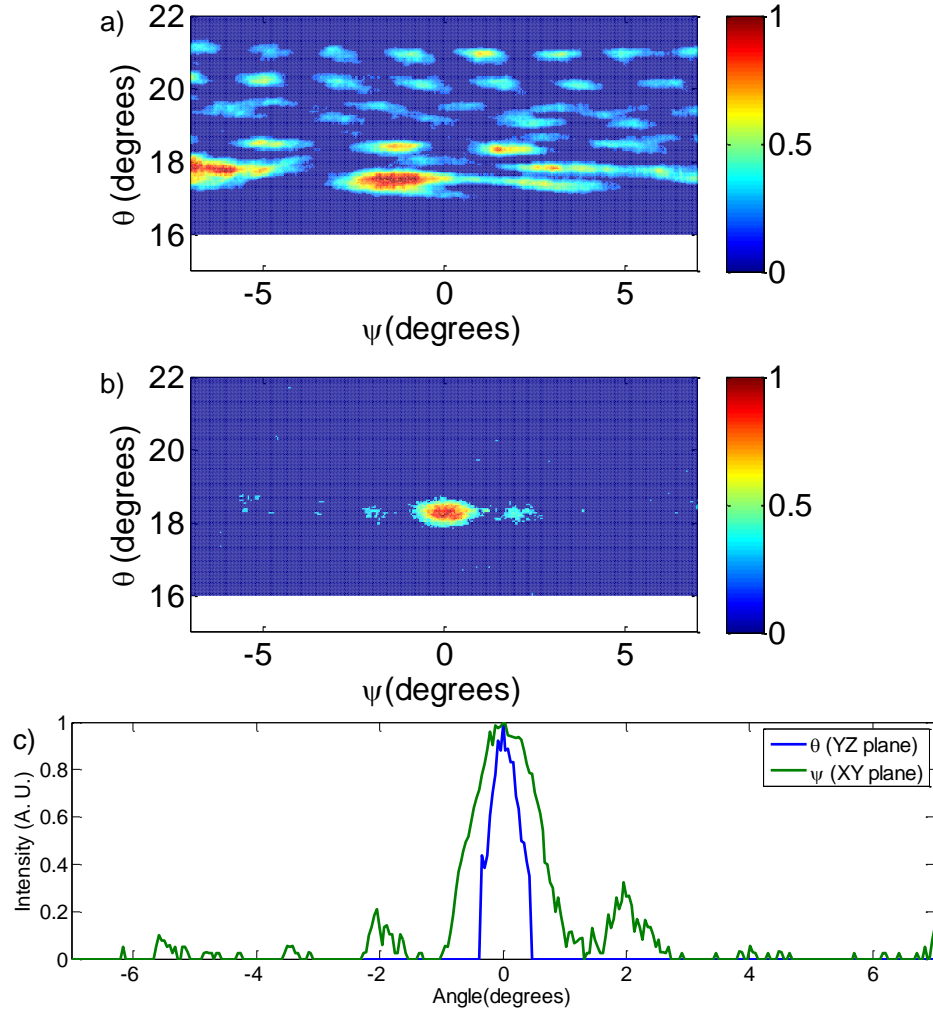 a)
22
20
18
16
θ (degrees)
-5 0 5
ψ(degrees)
1
0.5
0
b)
22
20
18
16
θ (degrees)
-5 0 5
ψ(degrees)
1
0.5
0
c)
1
0.8
0.6
0.4
0.2
0
Intensity (A. U.)
θ (YZ plane)
ψ (XY plane)
-6 -4 -2 0 2 4 6
Angle(degrees)